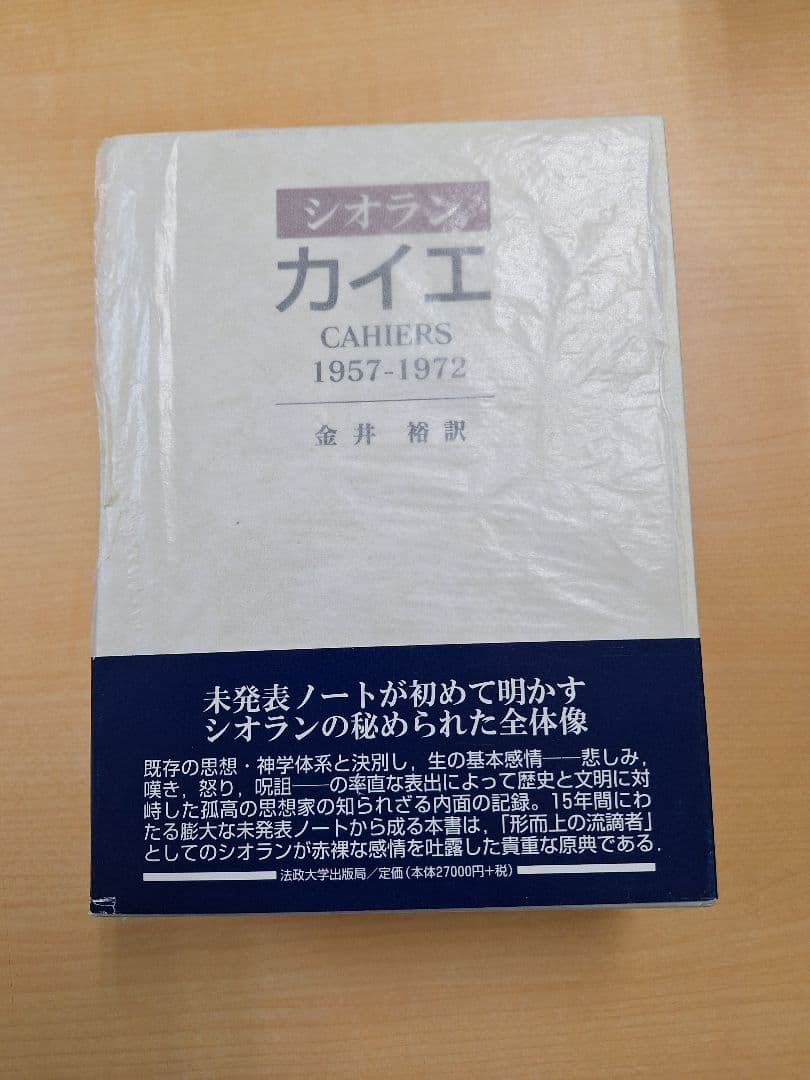 シオラン
カイエ
CAHIERS
1957-1972
金井 裕訳
未発表ノートが初めて明かす
シオランの秘められた全体像
既存の思想・神学体系と決別し，生の基本感情──悲しみ，
嘆き，怒り，呪詛──の率直な表出によって歴史と文明に対
峙した孤高の思想家の知られざる内面の記録。15年間にわ
たる膨大な未発表ノートから成る本書は，「形而上の流謫者」
としてのシオランが赤裸な感情を吐露した貴重な原典である．
法政大学出版局／定価（本体27000円+税）